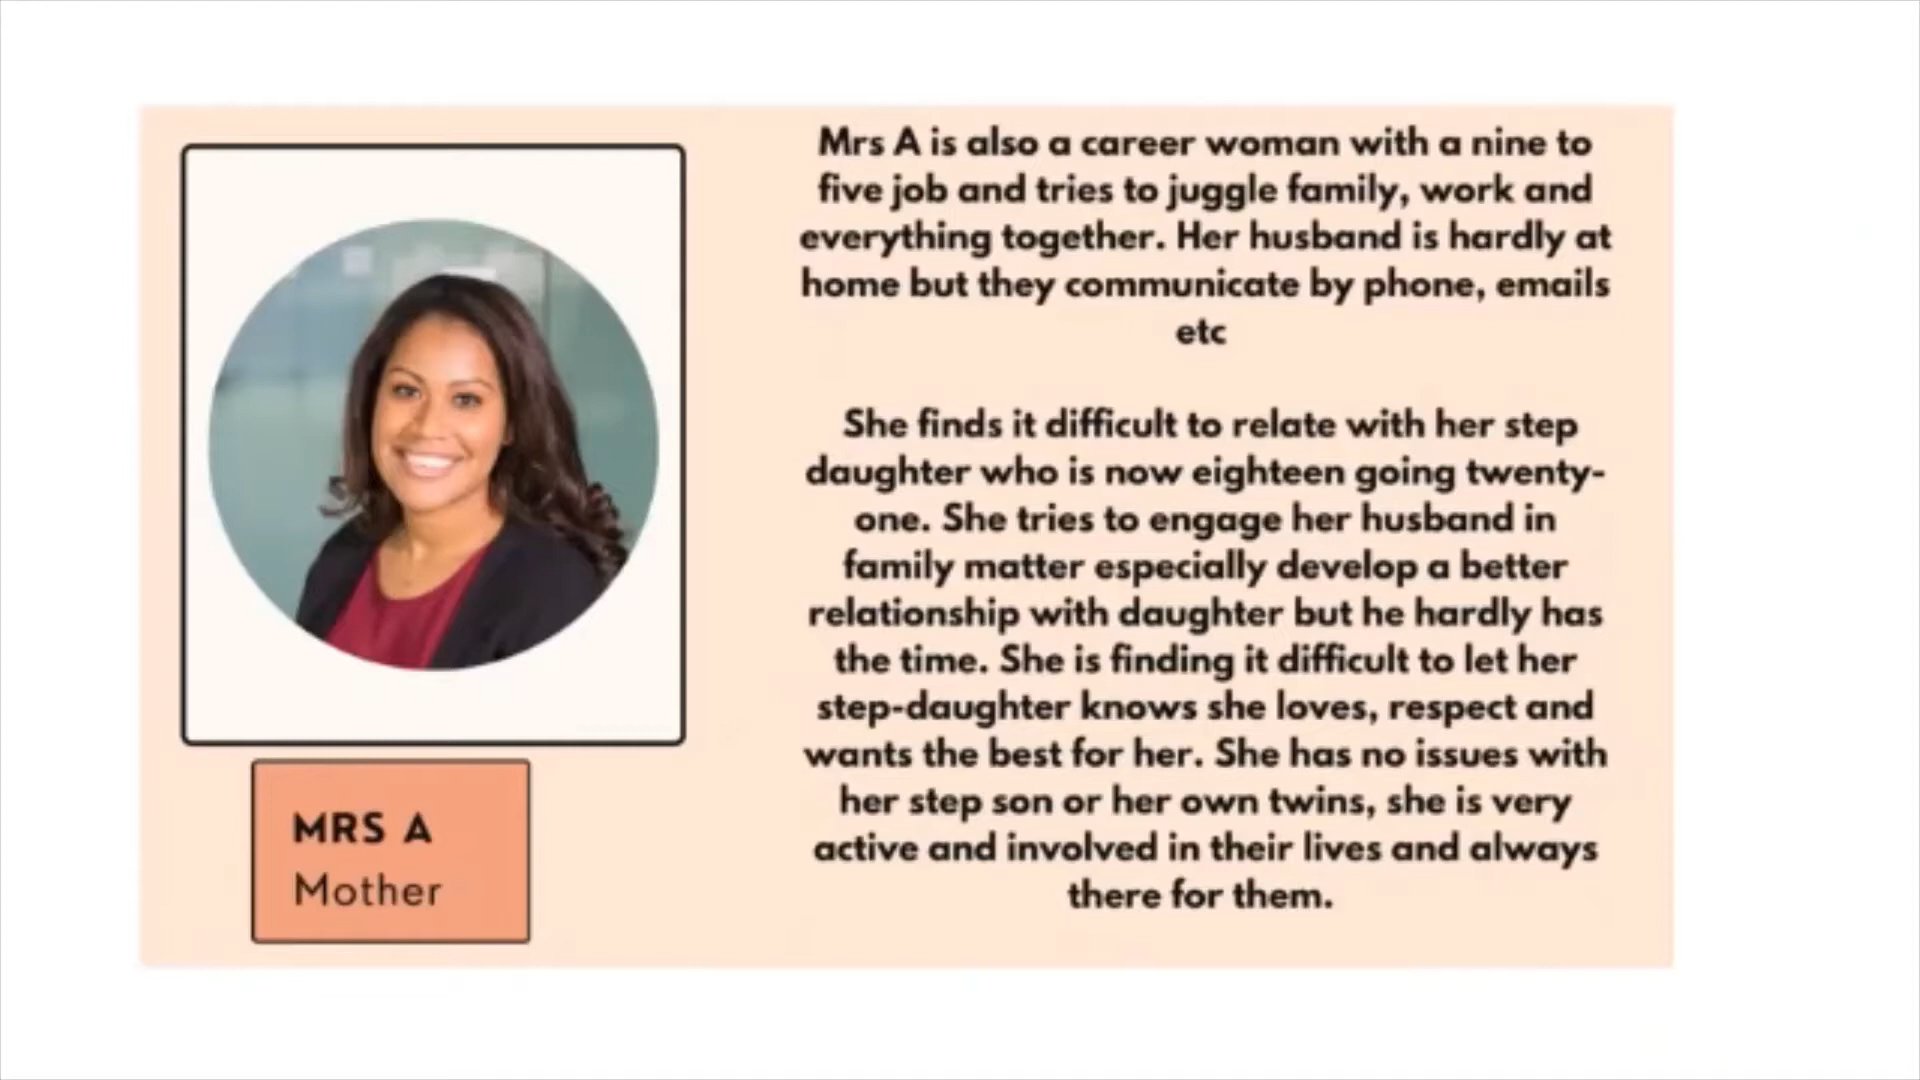 Mrs A is also a career woman with a nine to
five job and tries to juggle family, work and
everything together. Her husband is hardly at
home but they communicate by phone, emails
etc
She finds it difficult to relate with her step
daughter who is now eighteen going twenty-
one. She tries to engage her husband in
family matter especially develop a better
relationship with daughter but he hardly has
the time. She is finding it difficult to let her
step-daughter knows she loves, respect and
wants the best for her. She has no issues with
her step son or her own twins, she is very
active and involved in their lives and always
there for them.
MRS A
Mother